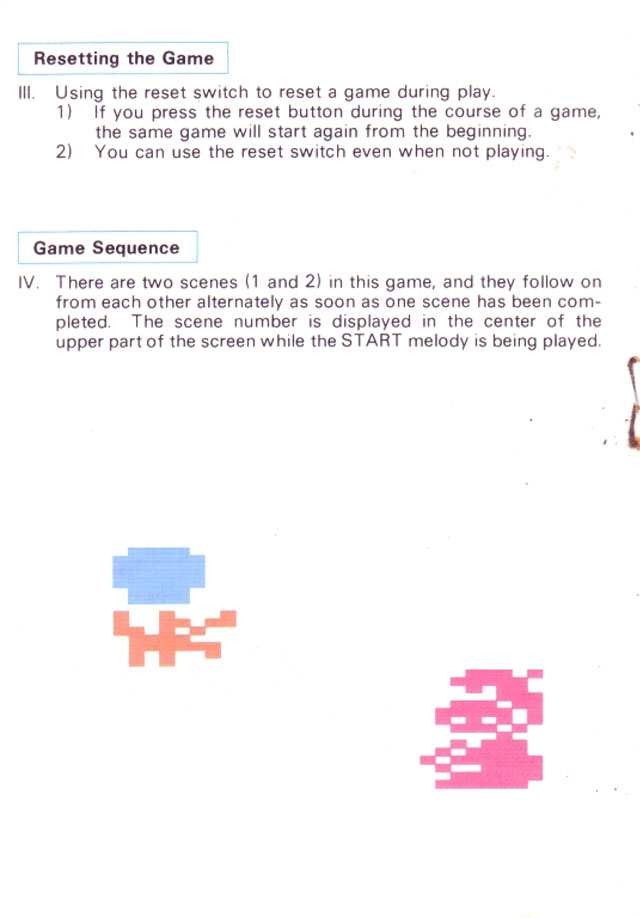 Resetting the Game
III. Using the reset switch to reset a game during play.
1) If you press the reset button during the course of a game,
the same game will start again from the beginning.
2) You can use the reset switch even when not playing.
Game Sequence
IV. There are two scenes (1 and 2) in this game, and they follow on
from each other alternately as soon as one scene has been com-
pleted. The scene number is displayed in the center of the
upper part of the screen while the START melody is being played.